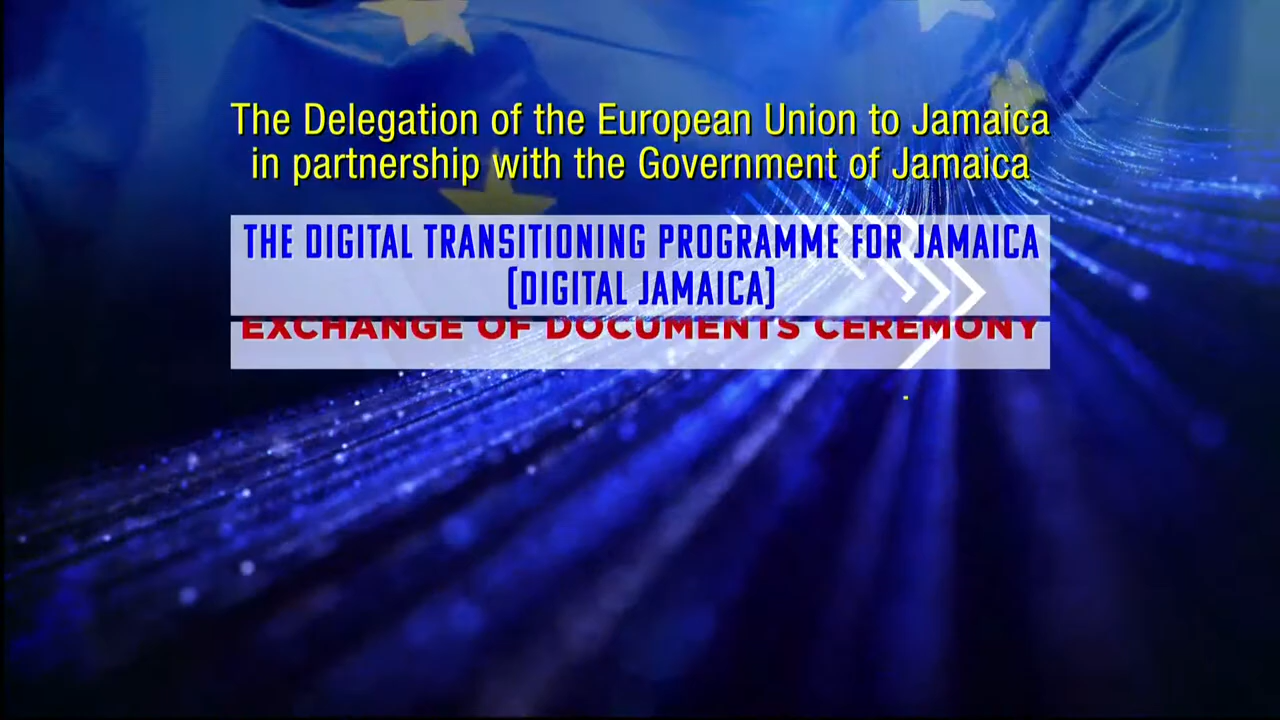 The Delegation of the European Union to Jamaica
in partnership with the Government of Jamaica
THE DIGITAL TRANSITIONING PROGRAMME FOR JAMAICA
(DIGITAL JAMAICA)
EXCHANGE OF DOCUMENTS CEREMONY